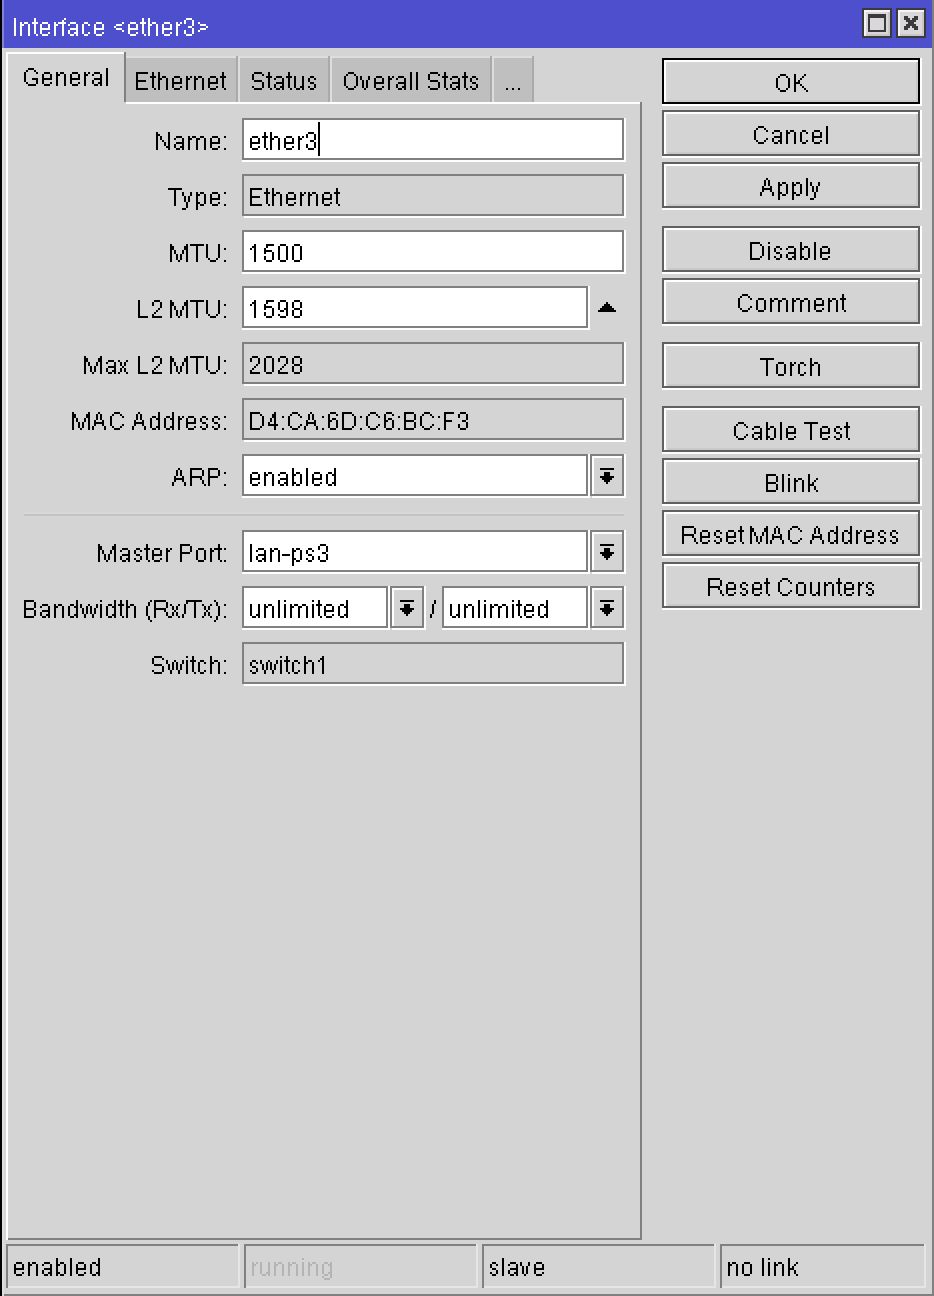 Interface <ether3>
General Ethernet Status Overall Stats ...
Name: ether3
Type: Ethernet
MTU: 1500
L2 MTU: 1598
Max L2 MTU: 2028
MAC Address: D4:CA:6D:C6:BC:F3
ARP: enabled
Master Port: lan-ps3
Bandwidth (Rx/Tx): unlimited / unlimited
Switch: switch1
OK
Cancel
Apply
Disable
Comment
Torch
Cable Test
Blink
Reset MAC Address
Reset Counters
enabled running slave no link